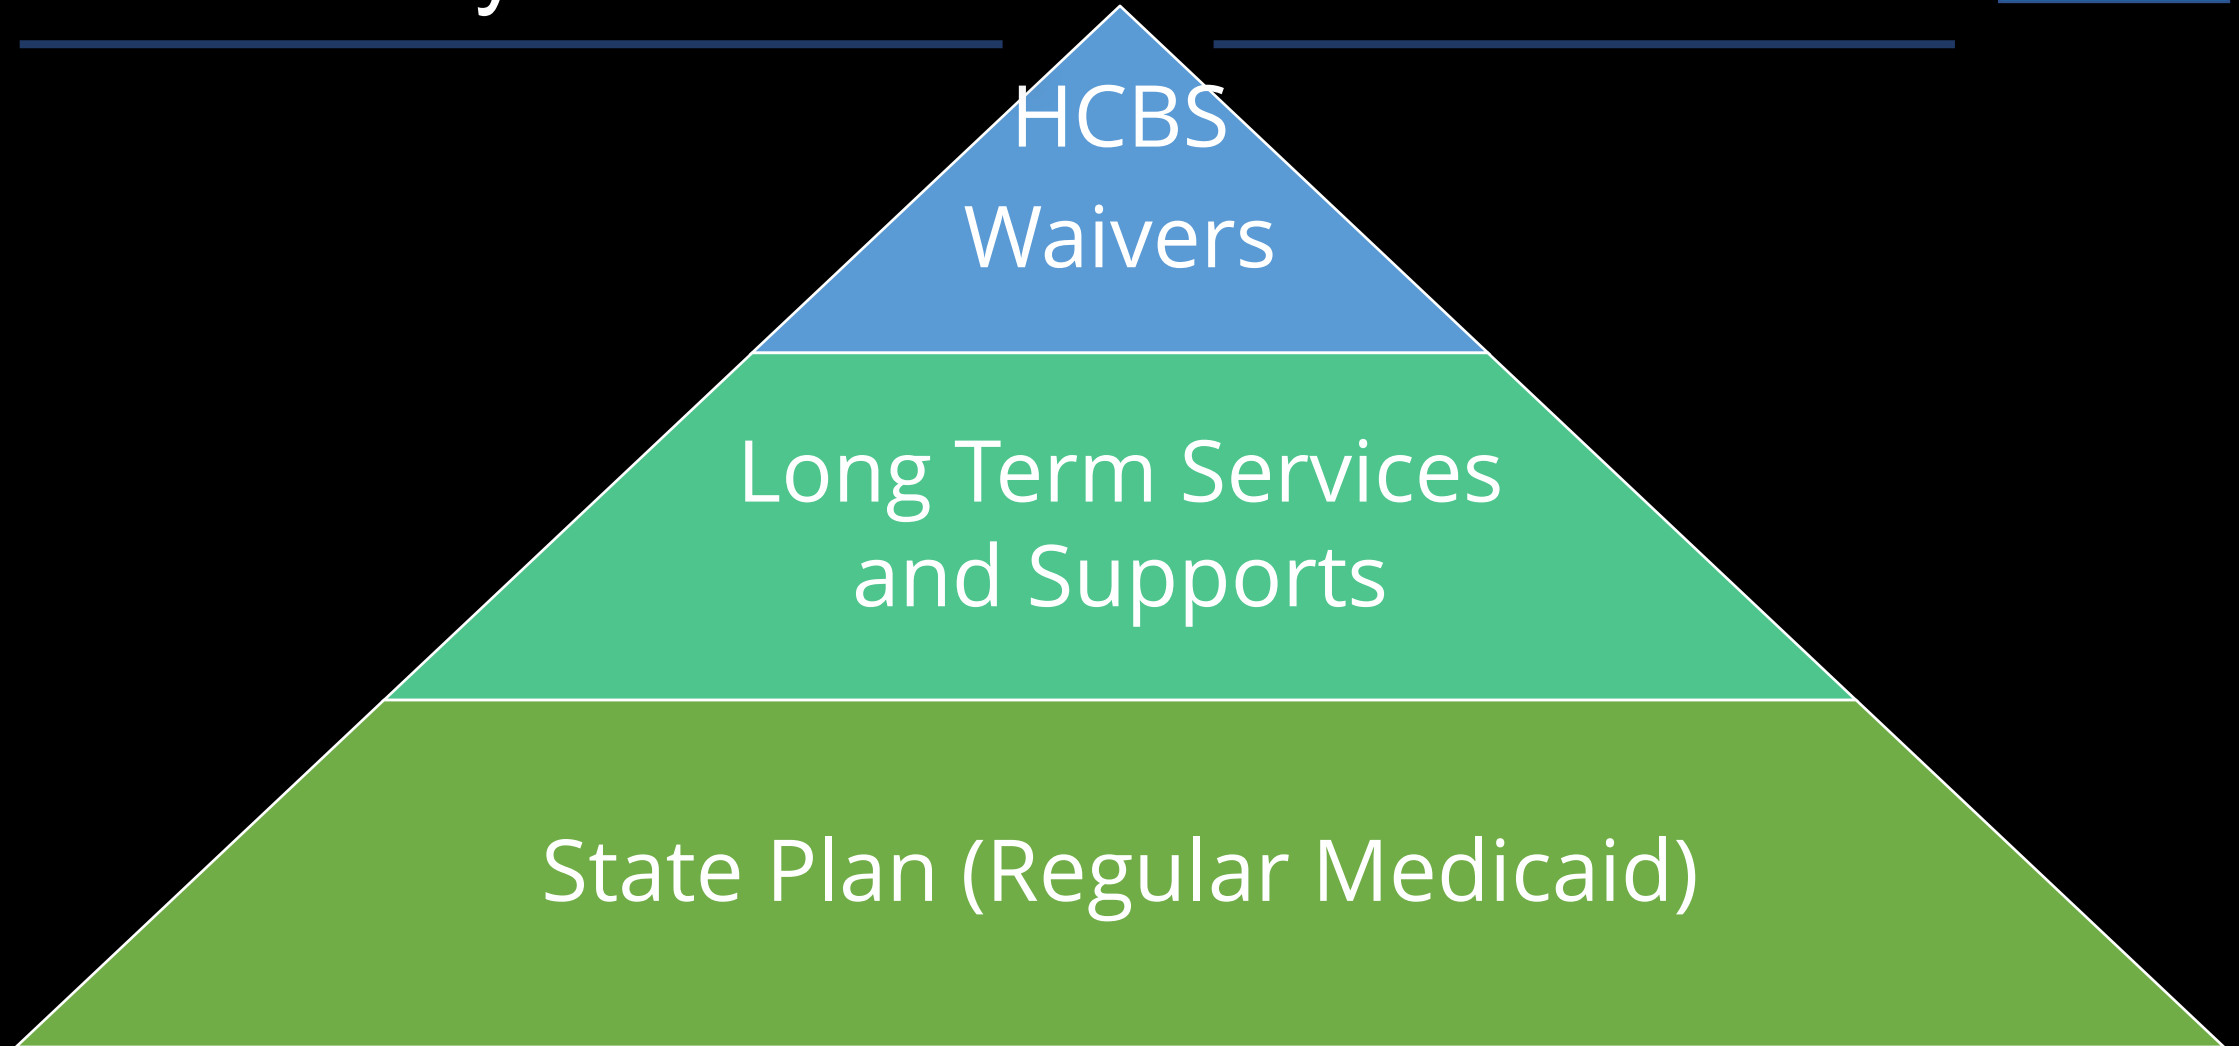 HCBS
Waivers
Long Term Services
and Supports
State Plan (Regular Medicaid)